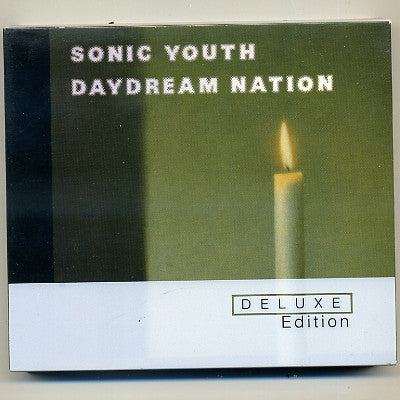 SONIC YOUTH
DAYDREAM NATION
DELUXE
Edition